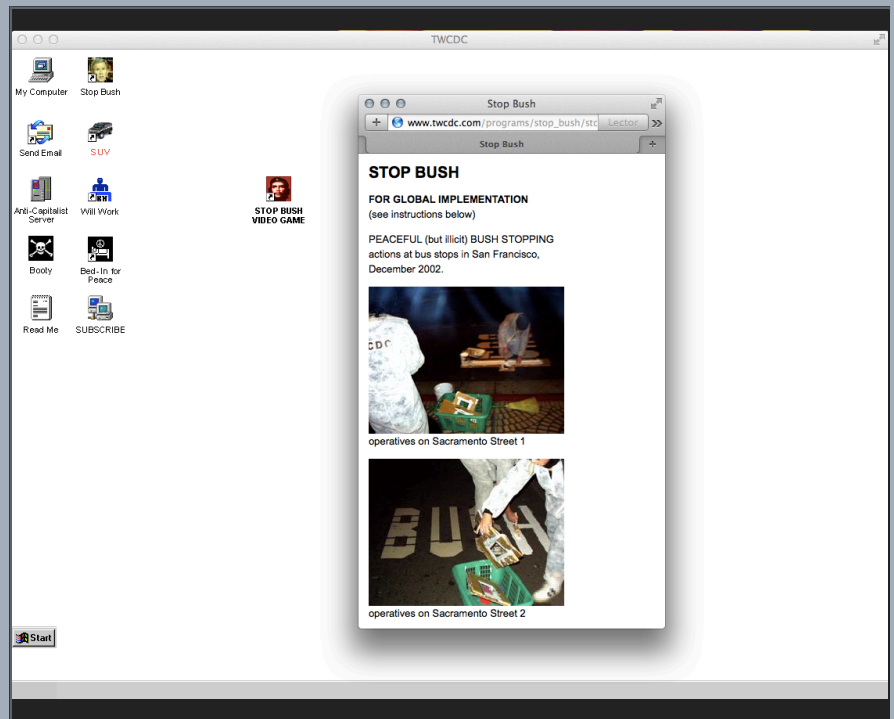 TWCDC
My Computer
Stop Bush
Send Email
SUV
Anti-Capitalist
Server
Will Work
Booty
Bed-In for
Peace
Read Me
SUBSCRIBE
STOP BUSH
VIDEO GAME
Start
Stop Bush
www.twcdc.com/programs/stop_bush/stc
Lector
Stop Bush
STOP BUSH
FOR GLOBAL IMPLEMENTATION
(see instructions below)
PEACEFUL (but illicit) BUSH STOPPING
actions at bus stops in San Francisco,
December 2002.
CDC
operatives on Sacramento Street 1
BUSH
operatives on Sacramento Street 2